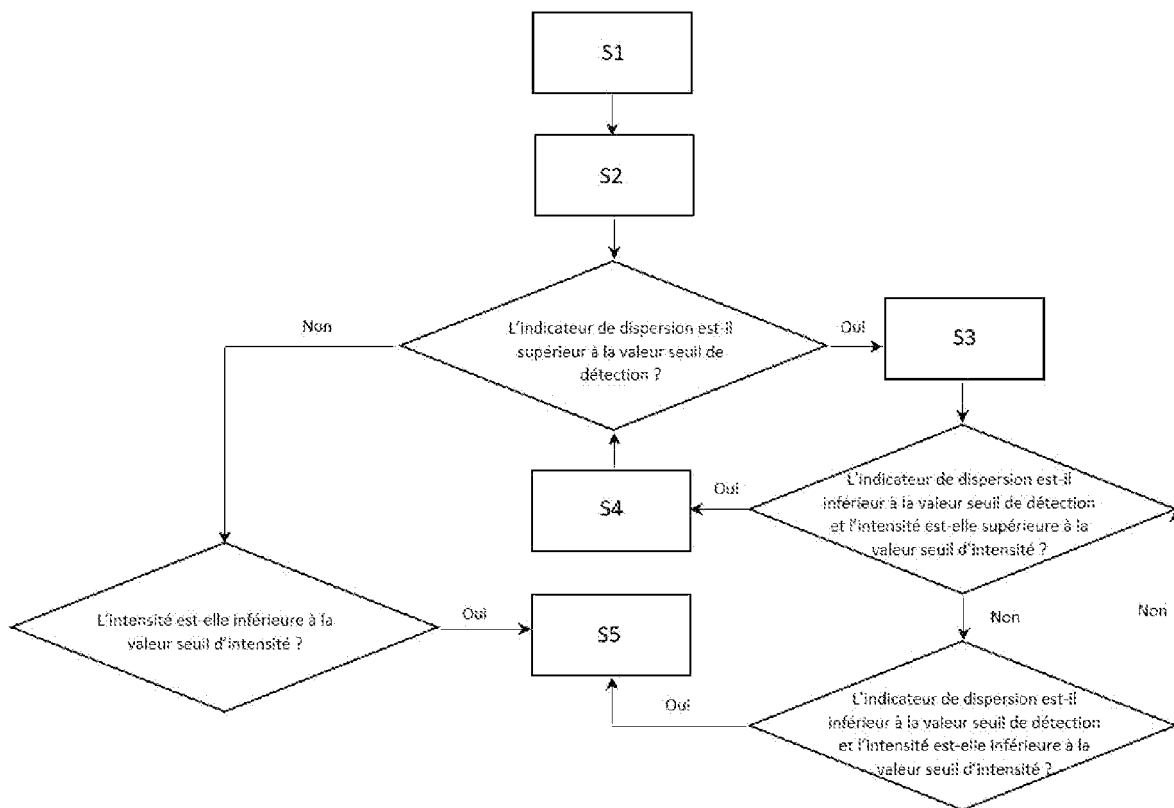 S1
S2
Non
L'indicateur de dispersion est-il
supérieur à la valeur seuil de
détection ?
Oui
S3
L'indicateur de dispersion est-il
inférieur à la valeur seuil de détection
et l'intensité est-elle supérieure à la
valeur seuil d'intensité ?
Oui
S4
L'intensité est-elle inférieure à la
valeur seuil d'intensité ?
Oui
S5
Non
Non
L'indicateur de dispersion est-il
inférieur à la valeur seuil de détection
et l'intensité est-elle inférieure à la
valeur seuil d'intensité ?
Oui